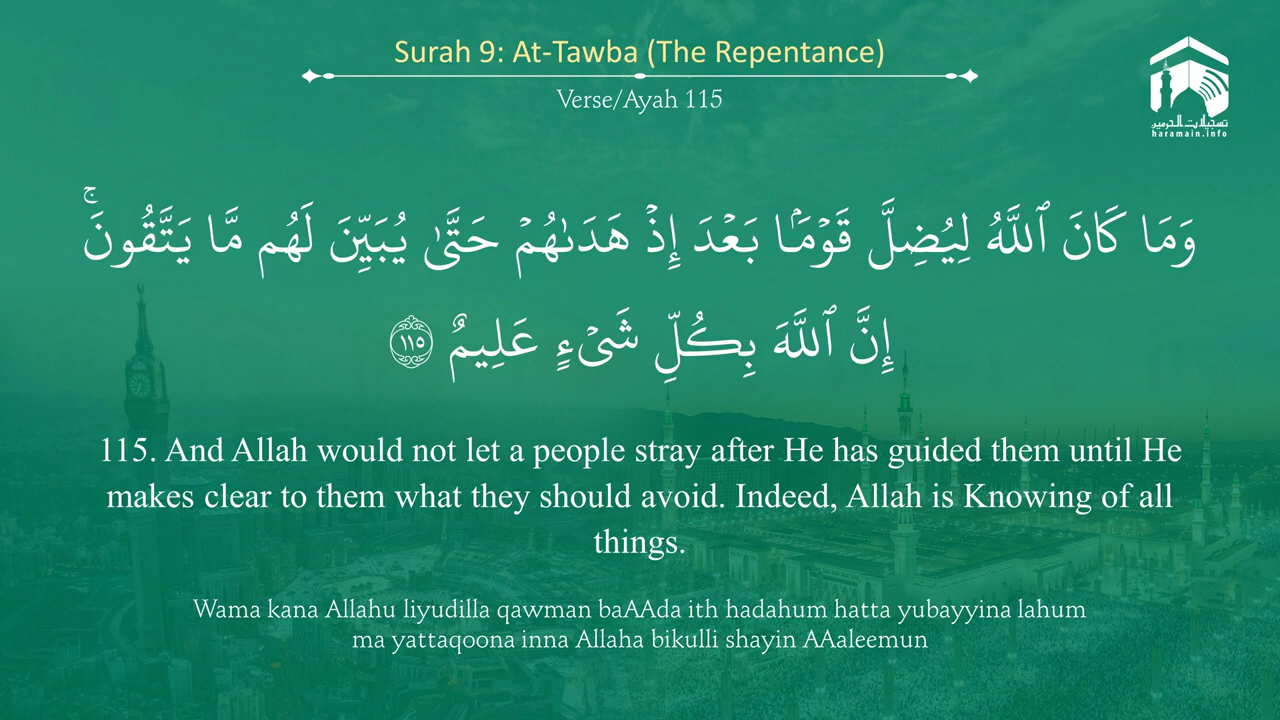 Surah 9: At-Tawba (The Repentance)
Verse/Ayah 115
تسجيلات الحرمين
haramain.info
وَمَا كَانَ ٱللَّهُ لِيُضِلَّ قَوْمًۢا بَعْدَ إِذْ هَدَىٰهُمْ حَتَّىٰ يُبَيِّنَ لَهُم مَّا يَتَّقُونَ ۚ
إِنَّ ٱللَّهَ بِكُلِّ شَىْءٍ عَلِيمٌ ١١٥
115. And Allah would not let a people stray after He has guided them until He
makes clear to them what they should avoid. Indeed, Allah is Knowing of all
things.
Wama kana Allahu liyudilla qawman baAAda ith hadahum hatta yubayyina lahum
ma yattaqoona inna Allaha bikulli shayin AAaleemun